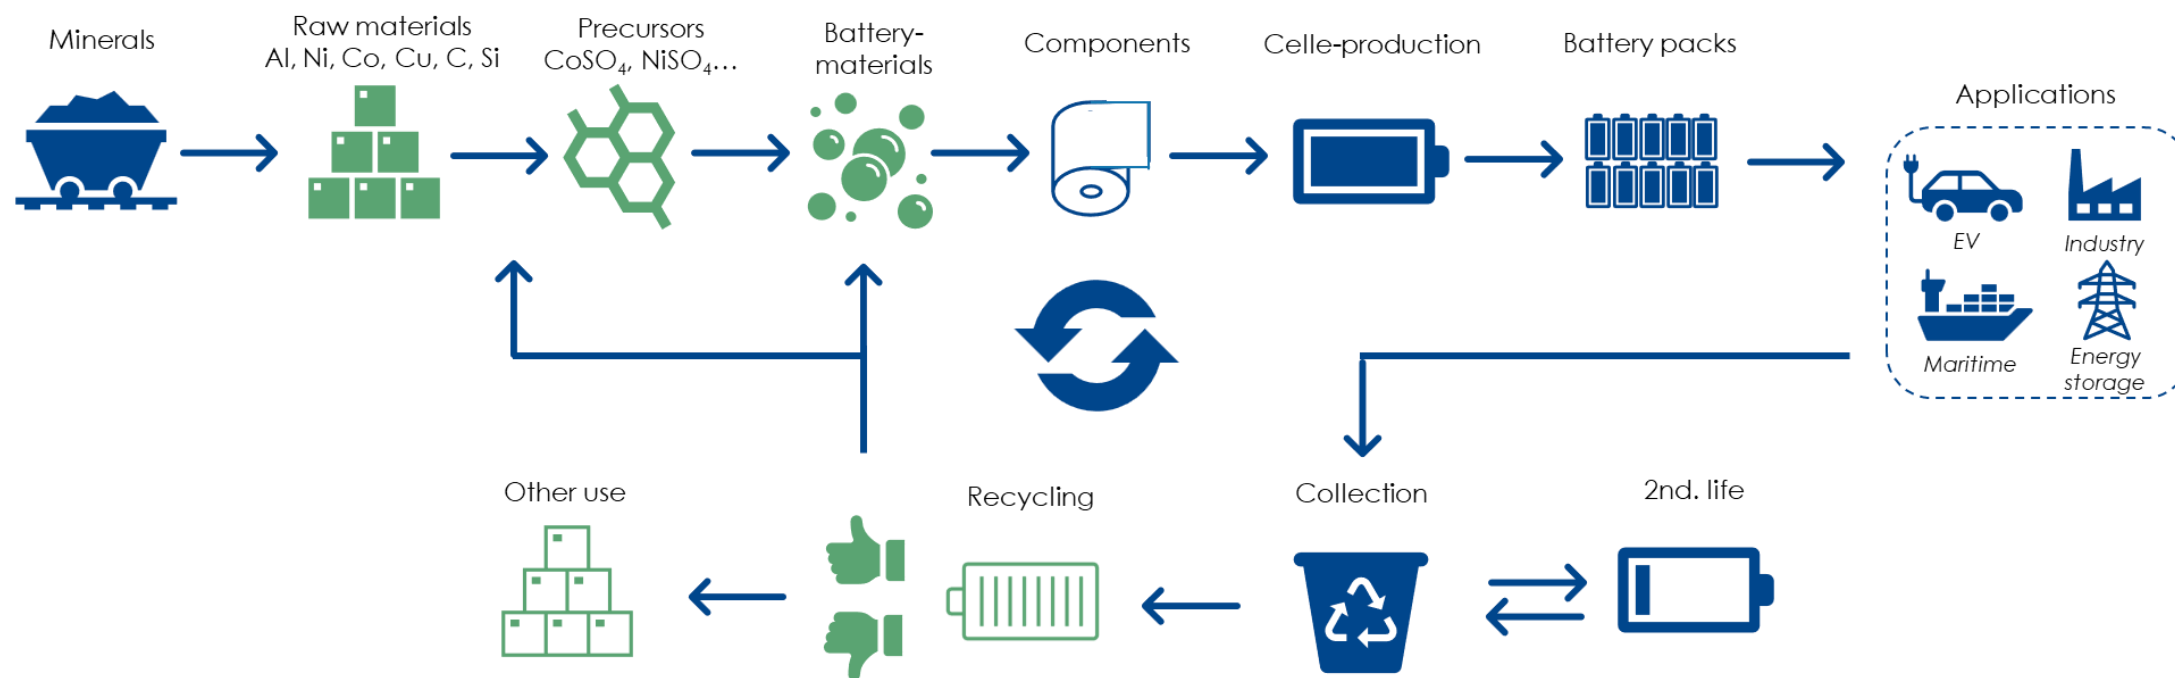 Minerals
Raw materials
Al, Ni, Co, Cu, C, Si
Precursors
CoSO₄, NiSO₄...
Battery-
materials
Components
Celle-production
Battery packs
Applications
EV
Industry
Maritime
Energy
storage
Other use
Recycling
Collection
2nd. life